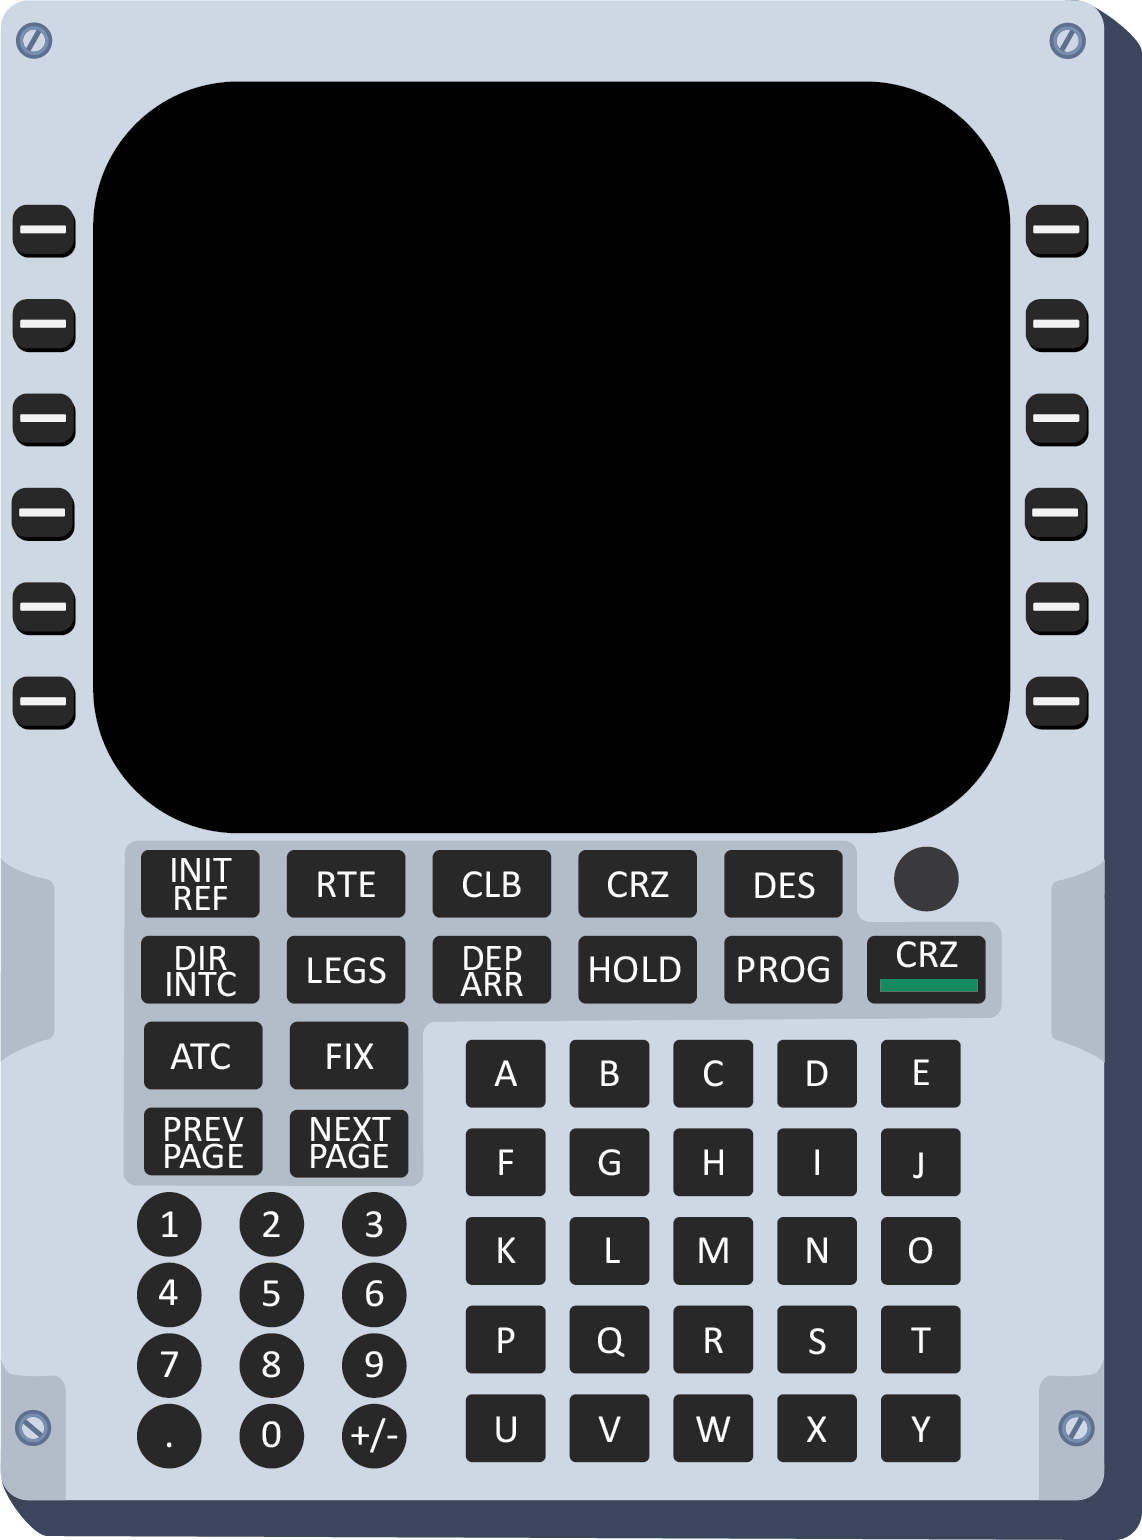 INIT
REF
RTE
CLB
CRZ
DES
DIR
INTC
LEGS
DEP
ARR
HOLD
PROG
CRZ
ATC
FIX
PREV
PAGE
NEXT
PAGE
1 2 3
4 5 6
7 8 9
. 0 +/-
A B C D E
F G H I J
K L M N O
P Q R S T
U V W X Y